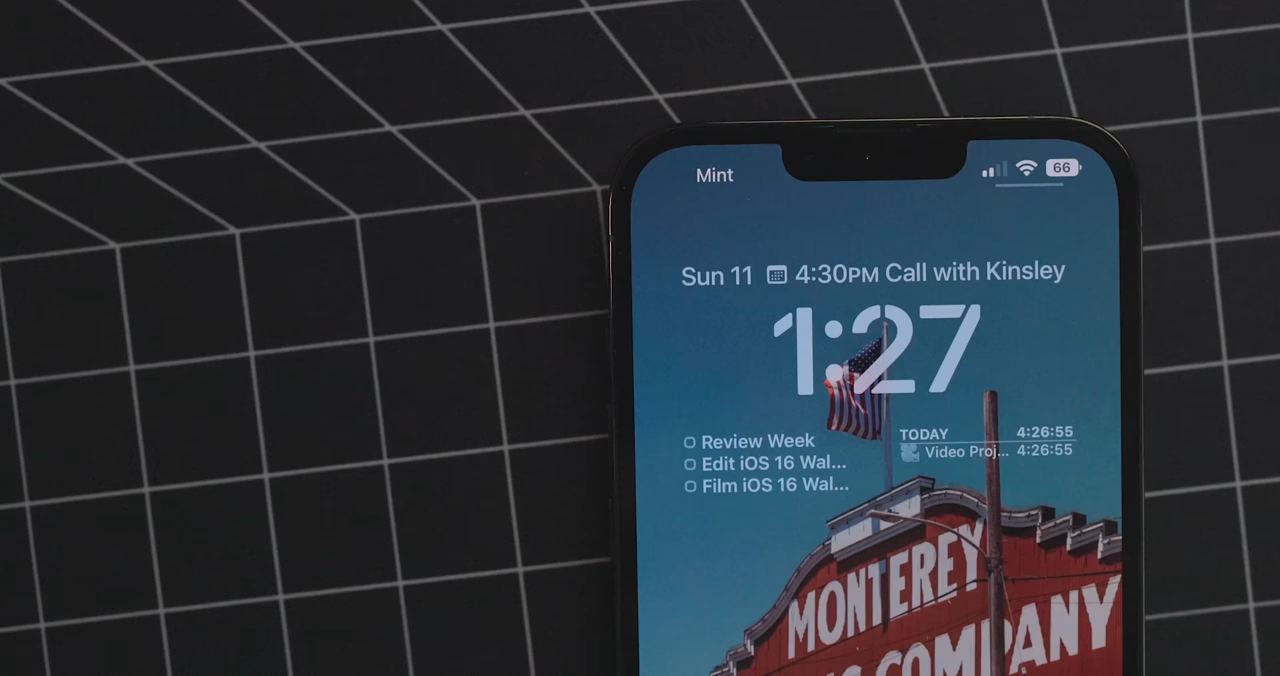 Mint 66
Sun 11 4:30PM Call with Kinsley
1:27
Review Week
Edit iOS 16 Wal...
Film iOS 16 Wal...
TODAY 4:26:55
Video Proj... 4:26:55
MONTEREY
COMPANY